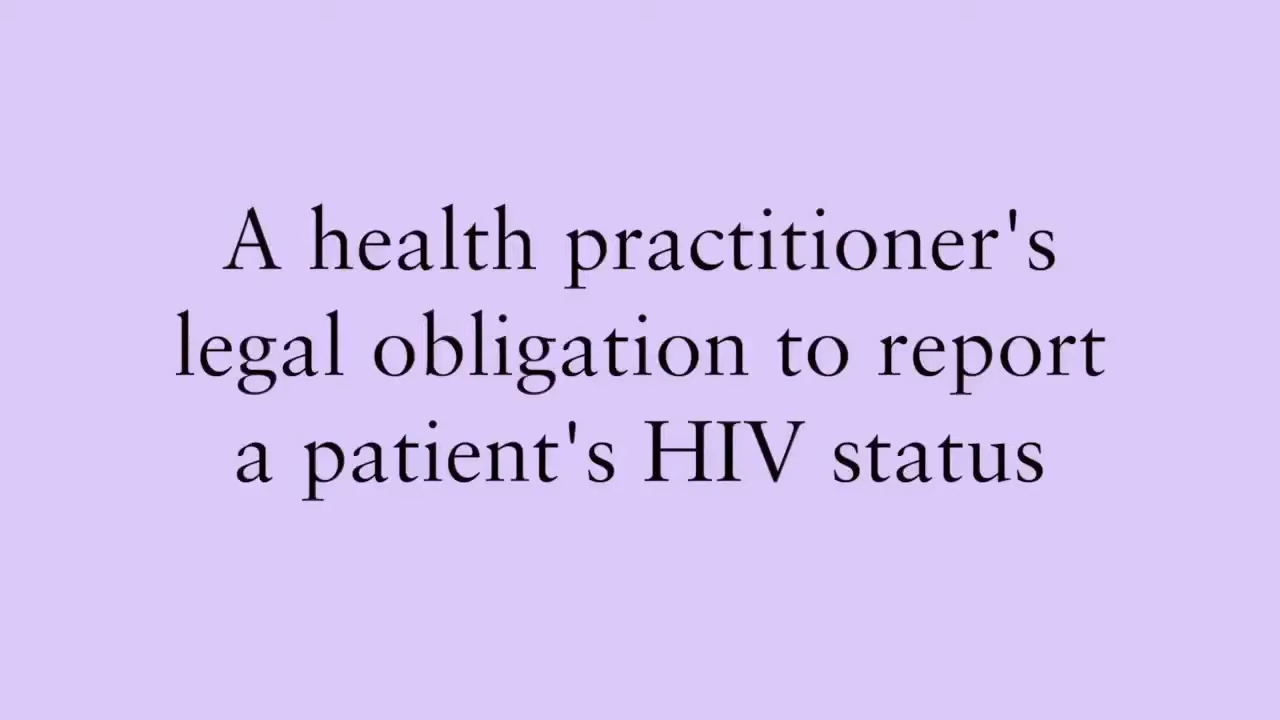 A health practitioner's
legal obligation to report
a patient's HIV status